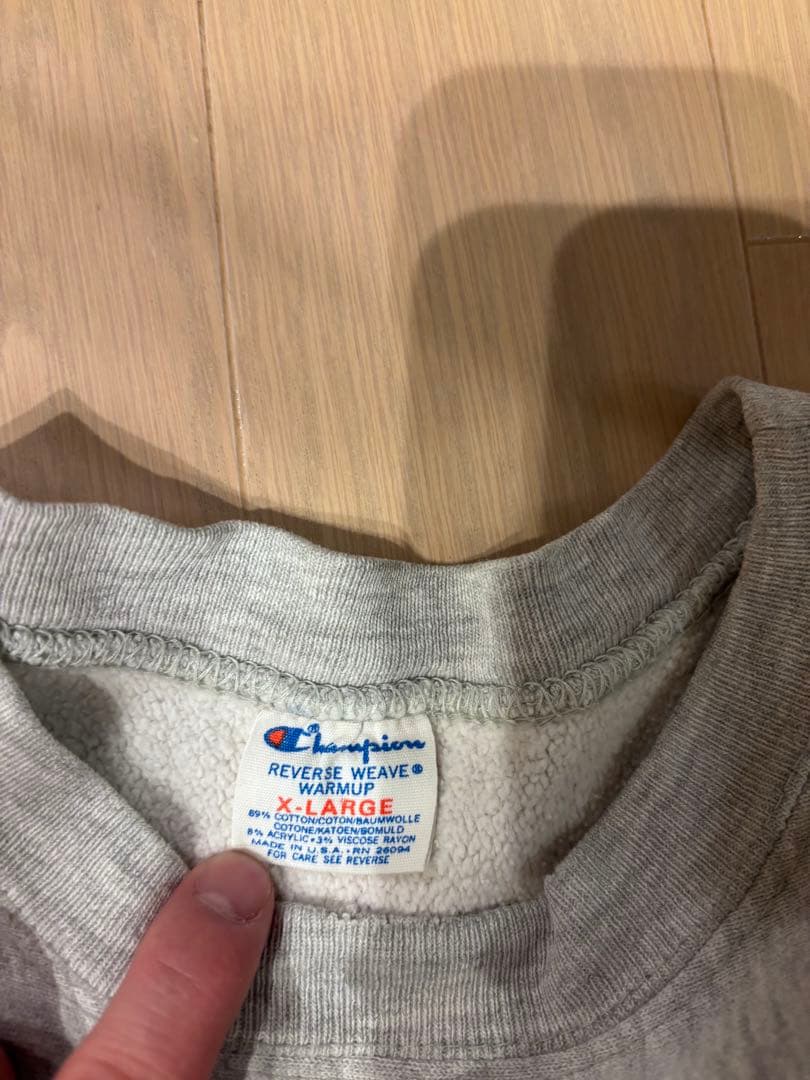 Champion®
REVERSE WEAVE®
WARMUP
X-LARGE
89% COTTON/COTON/BAUMWOLLE
COTONE/KATOEN/BOMULD
8% ACRYLIC•3% VISCOSE RAYON
MADE IN U.S.A.•RN 26094
FOR CARE SEE REVERSE